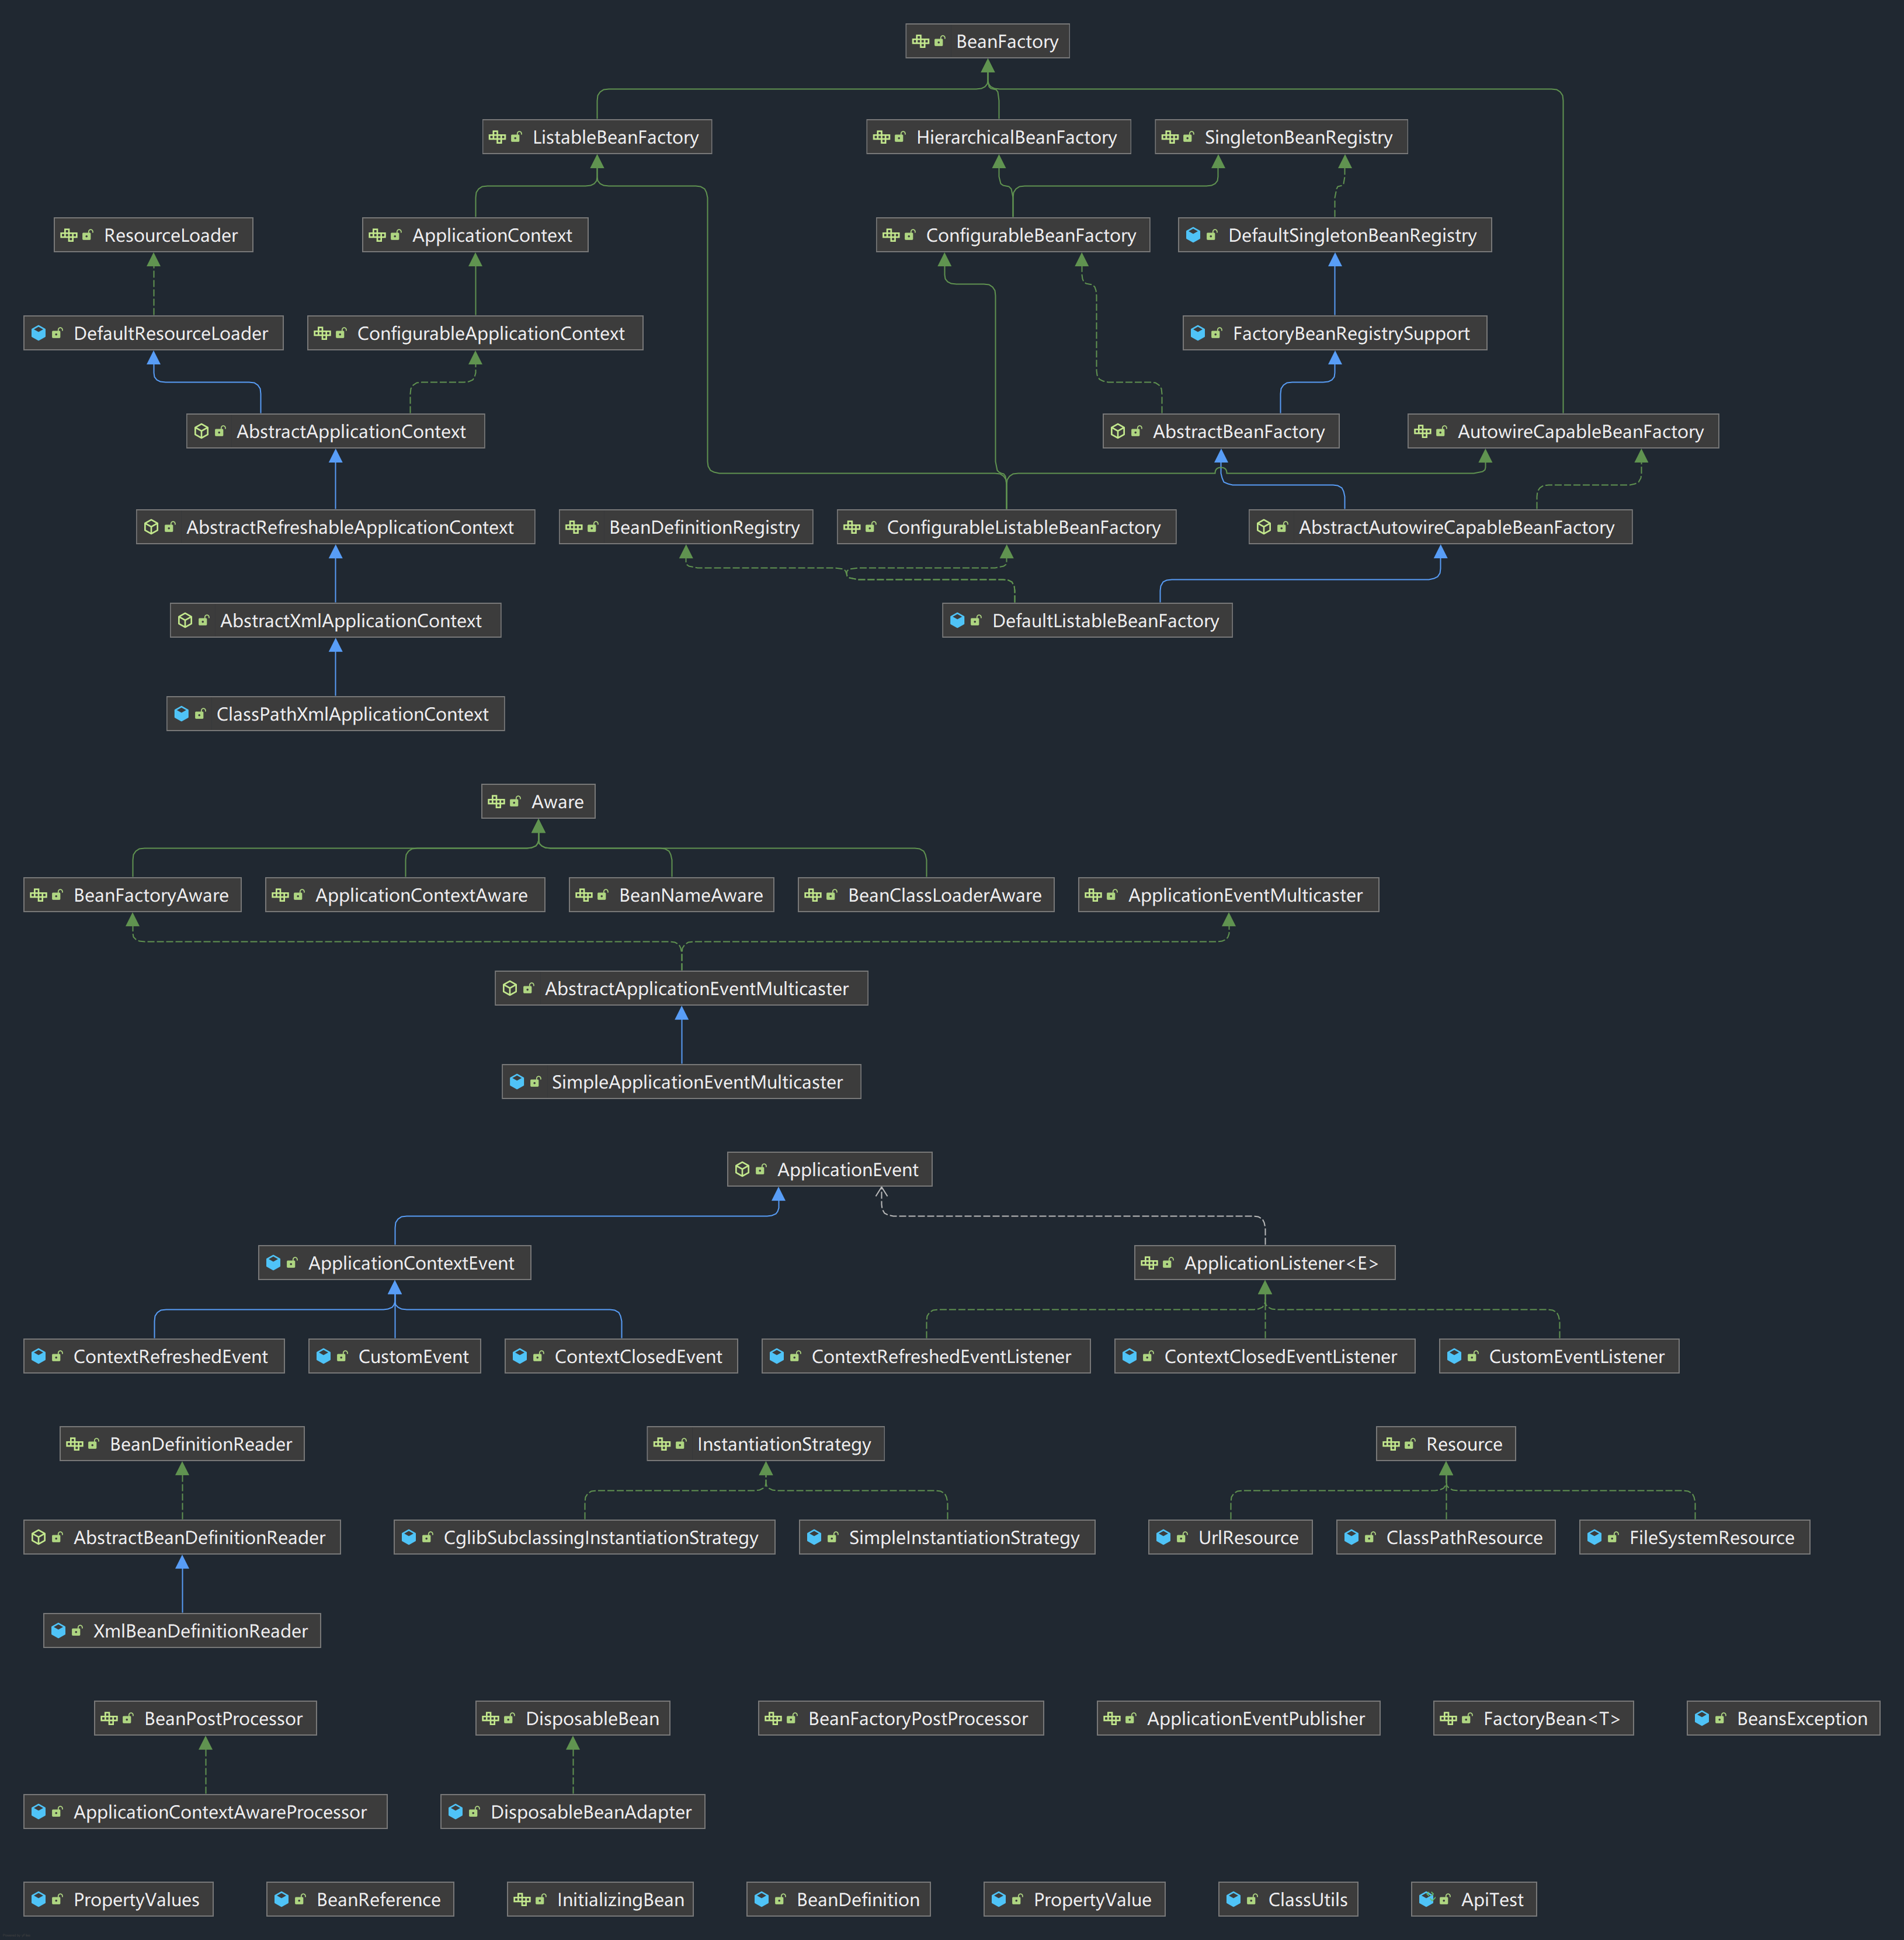 BeanFactory
ListableBeanFactory
HierarchicalBeanFactory
SingletonBeanRegistry
ResourceLoader
ApplicationContext
ConfigurableBeanFactory
DefaultSingletonBeanRegistry
DefaultResourceLoader
ConfigurableApplicationContext
FactoryBeanRegistrySupport
AbstractApplicationContext
AbstractBeanFactory
AutowireCapableBeanFactory
AbstractRefreshableApplicationContext
BeanDefinitionRegistry
ConfigurableListableBeanFactory
AbstractAutowireCapableBeanFactory
AbstractXmlApplicationContext
DefaultListableBeanFactory
ClassPathXmlApplicationContext
Aware
BeanFactoryAware
ApplicationContextAware
BeanNameAware
BeanClassLoaderAware
ApplicationEventMulticaster
AbstractApplicationEventMulticaster
SimpleApplicationEventMulticaster
ApplicationEvent
ApplicationContextEvent
ApplicationListener<E>
ContextRefreshedEvent
CustomEvent
ContextClosedEvent
ContextRefreshedEventListener
ContextClosedEventListener
CustomEventListener
BeanDefinitionReader
InstantiationStrategy
Resource
AbstractBeanDefinitionReader
CglibSubclassingInstantiationStrategy
SimpleInstantiationStrategy
UrlResource
ClassPathResource
FileSystemResource
XmlBeanDefinitionReader
BeanPostProcessor
DisposableBean
BeanFactoryPostProcessor
ApplicationEventPublisher
FactoryBean<T>
BeansException
ApplicationContextAwareProcessor
DisposableBeanAdapter
PropertyValues
BeanReference
InitializingBean
BeanDefinition
PropertyValue
ClassUtils
ApiTest